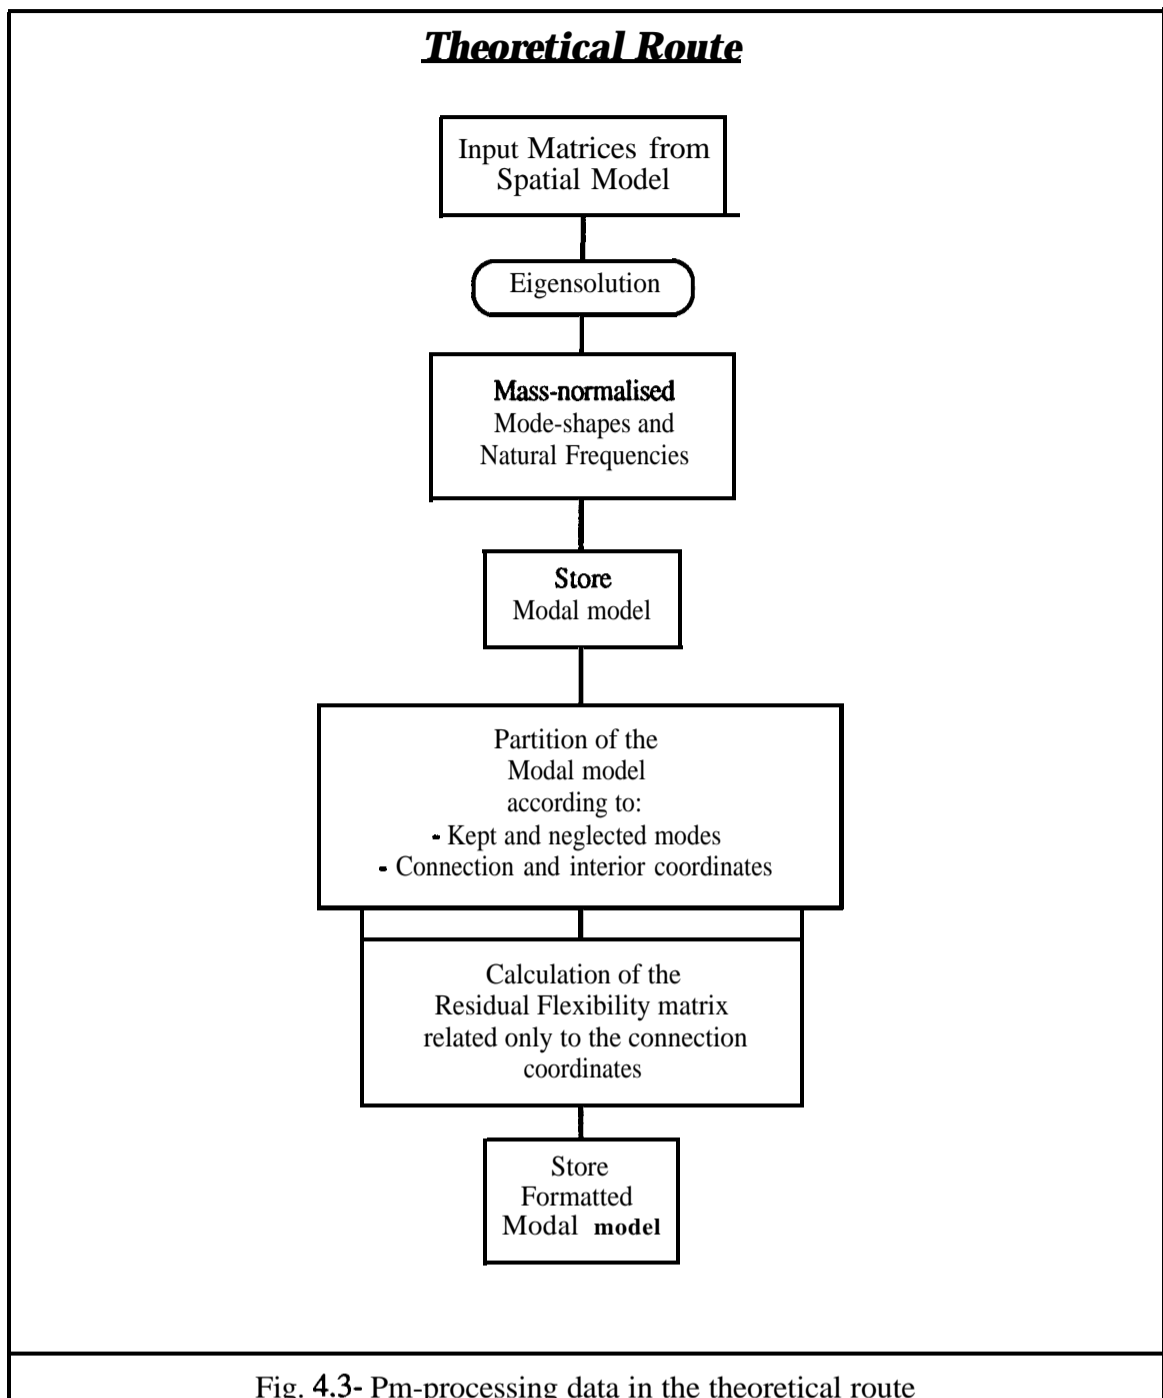 Theoretical Route
Input Matrices from
Spatial Model
Eigensolution
Mass-normalised
Mode-shapes and
Natural Frequencies
Store
Modal model
Partition of the
Modal model
according to:
- Kept and neglected modes
- Connection and interior coordinates
Calculation of the
Residual Flexibility matrix
related only to the connection
coordinates
Store
Formatted
Modal model
Fig. 4.3- Pm-processing data in the theoretical route